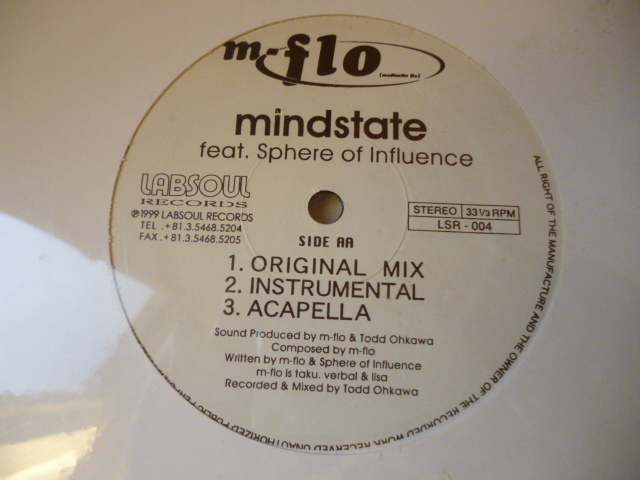 m-flo
(mediarite flo)
mindstate
feat. Sphere of Influence
LABSOUL
RECORDS
℗1999 LABSOUL RECORDS
TEL .+81.3.5468.5204
FAX .+81.3.5468.5205
STEREO 33 1/3 RPM
LSR - 004
SIDE AA
1. ORIGINAL MIX
2. INSTRUMENTAL
3. ACAPELLA
Sound Produced by m-flo & Todd Ohkawa
Composed by m-flo
Written by m-flo & Sphere of Influence
m-flo is taku. verbal & lisa
Recorded & Mixed by Todd Ohkawa
ALL RIGHT OF THE MANUFACTURE AND THE OWNER OF THE RECORDED WORK RECERVED UNAUTHORIZED